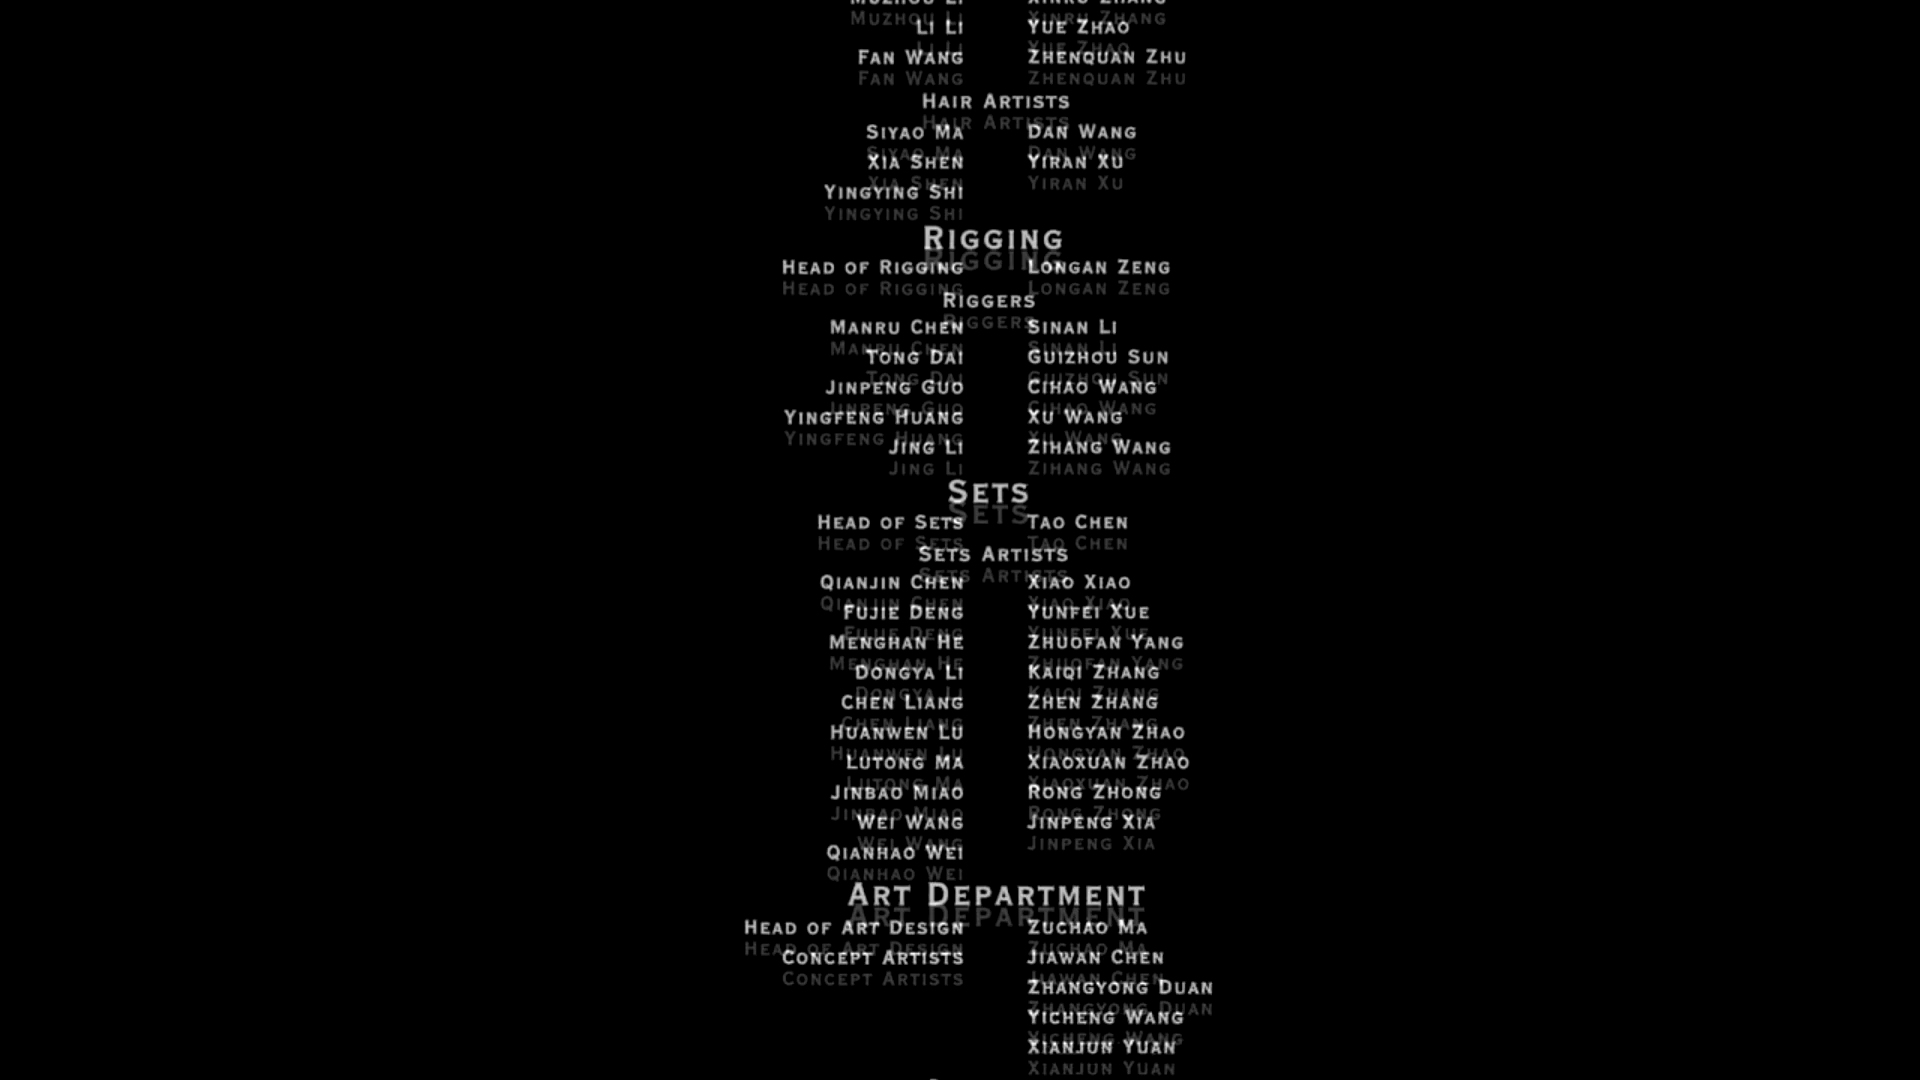 Muzhou Li Xinru Zhang
Li Li Yue Zhao
Fan Wang Zhenquan Zhu
Hair Artists
Siyao Ma Dan Wang
Xia Shen Yiran Xu
Yingying Shi
Rigging
Head of Rigging Longan Zeng
Riggers
Manru Chen Sinan Li
Tong Dai Guizhou Sun
Jinpeng Guo Cihao Wang
Yingfeng Huang Xu Wang
Jing Li Zihang Wang
Sets
Head of Sets Tao Chen
Sets Artists
Qianjin Chen Xiao Xiao
Fujie Deng Yunfei Xue
Menghan He Zhuofan Yang
Dongya Li Kaiqi Zhang
Chen Liang Zhen Zhang
Huanwen Lu Hongyan Zhao
Lutong Ma Xiaoxuan Zhao
Jinbao Miao Rong Zhong
Wei Wang Jinpeng Xia
Qianhao Wei
Art Department
Head of Art Design Zuchao Ma
Concept Artists Jiawan Chen
Zhangyong Duan
Yicheng Wang
Xianjun Yuan